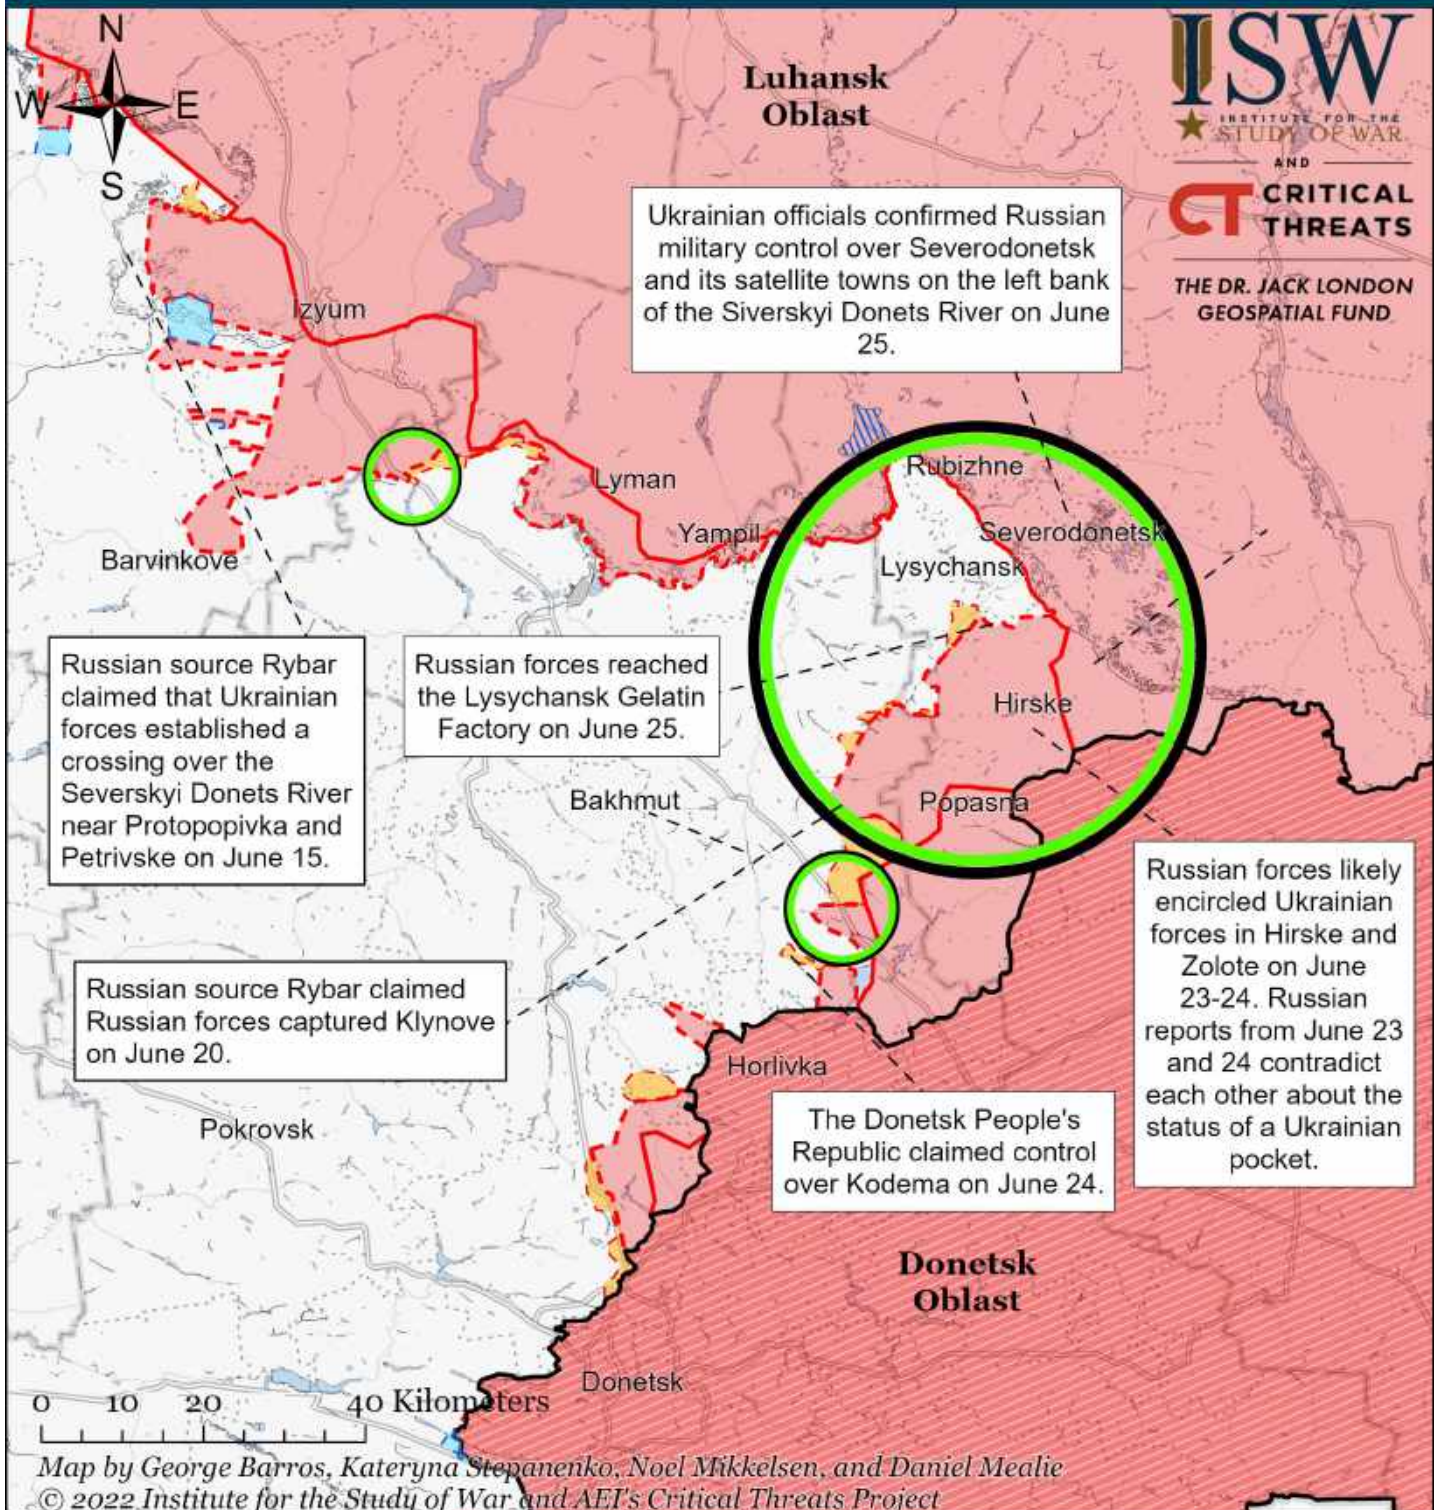 N
W
E
S
Luhansk
Oblast
ISW
INSTITUTE FOR THE
STUDY OF WAR
AND
CT CRITICAL
THREATS
THE DR. JACK LONDON
GEOSPATIAL FUND
Ukrainian officials confirmed Russian
military control over Severodonetsk
and its satellite towns on the left bank
of the Siverskyi Donets River on June
25.
Izyum
Rubizhne
Lyman
Yampil
Severodonetsk
Lysychansk
Barvinkove
Russian source Rybar
claimed that Ukrainian
forces established a
crossing over the
Severskyi Donets River
near Protopopivka and
Petrivske on June 15.
Russian forces reached
the Lysychansk Gelatin
Factory on June 25.
Hirske
Bakhmut
Popasna
Russian forces likely
encircled Ukrainian
forces in Hirske and
Zolote on June
23-24. Russian
reports from June 23
and 24 contradict
each other about the
status of a Ukrainian
pocket.
Russian source Rybar claimed
Russian forces captured Klynove
on June 20.
Horlivka
Pokrovsk
The Donetsk People's
Republic claimed control
over Kodema on June 24.
Donetsk
Oblast
Donetsk
0 10 20 40 Kilometers
Map by George Barros, Kateryna Stepanenko, Noel Mikkelsen, and Daniel Mealie
© 2022 Institute for the Study of War and AEI's Critical Threats Project